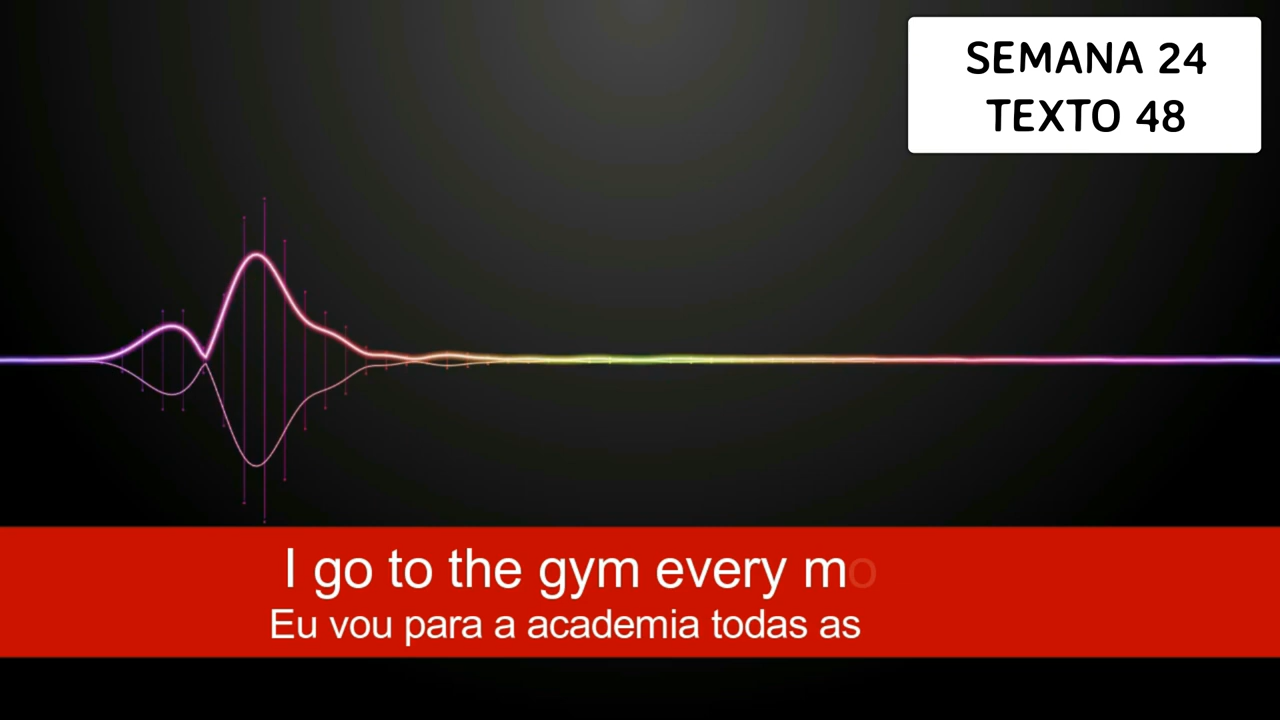 SEMANA 24
TEXTO 48
I go to the gym every mo
Eu vou para a academia todas as